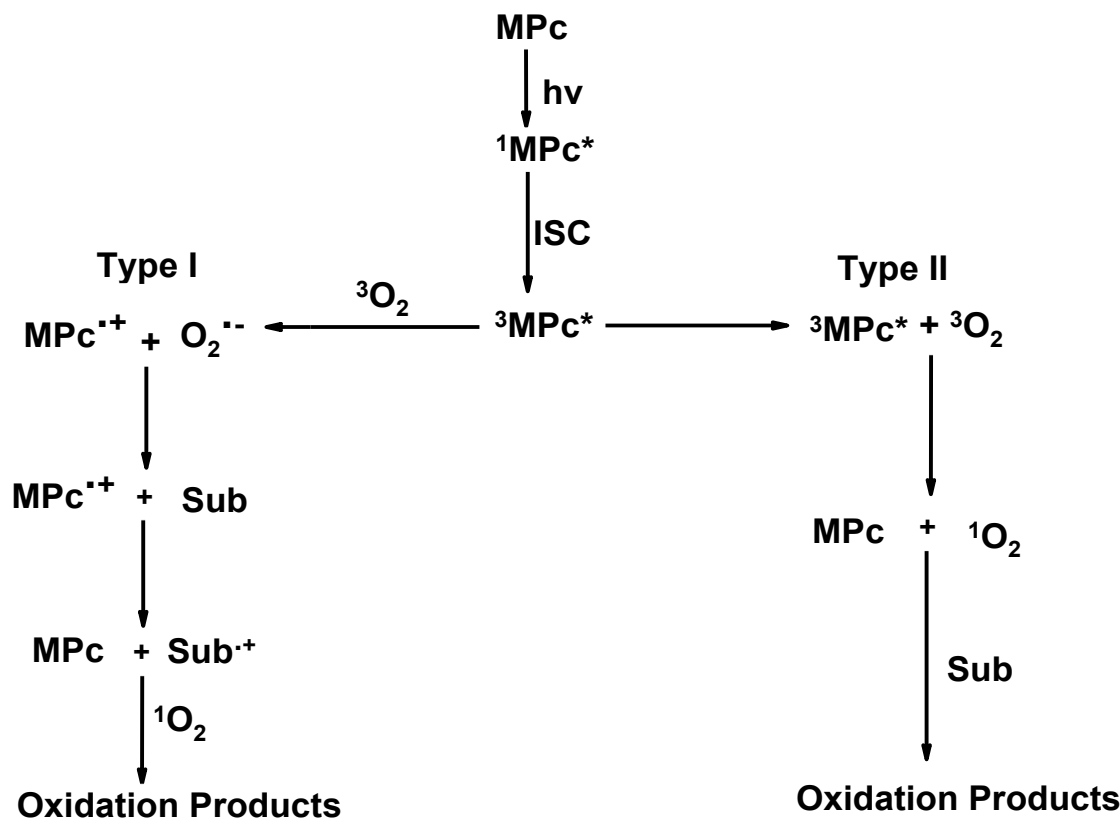 MPc
hv
¹MPc*
ISC
Type I
Type II
³O₂
MPc·⁺ + O₂·⁻
³MPc*
³MPc* + ³O₂
MPc·⁺ + Sub
MPc + ¹O₂
MPc + Sub·⁺
Sub
¹O₂
Oxidation Products
Oxidation Products